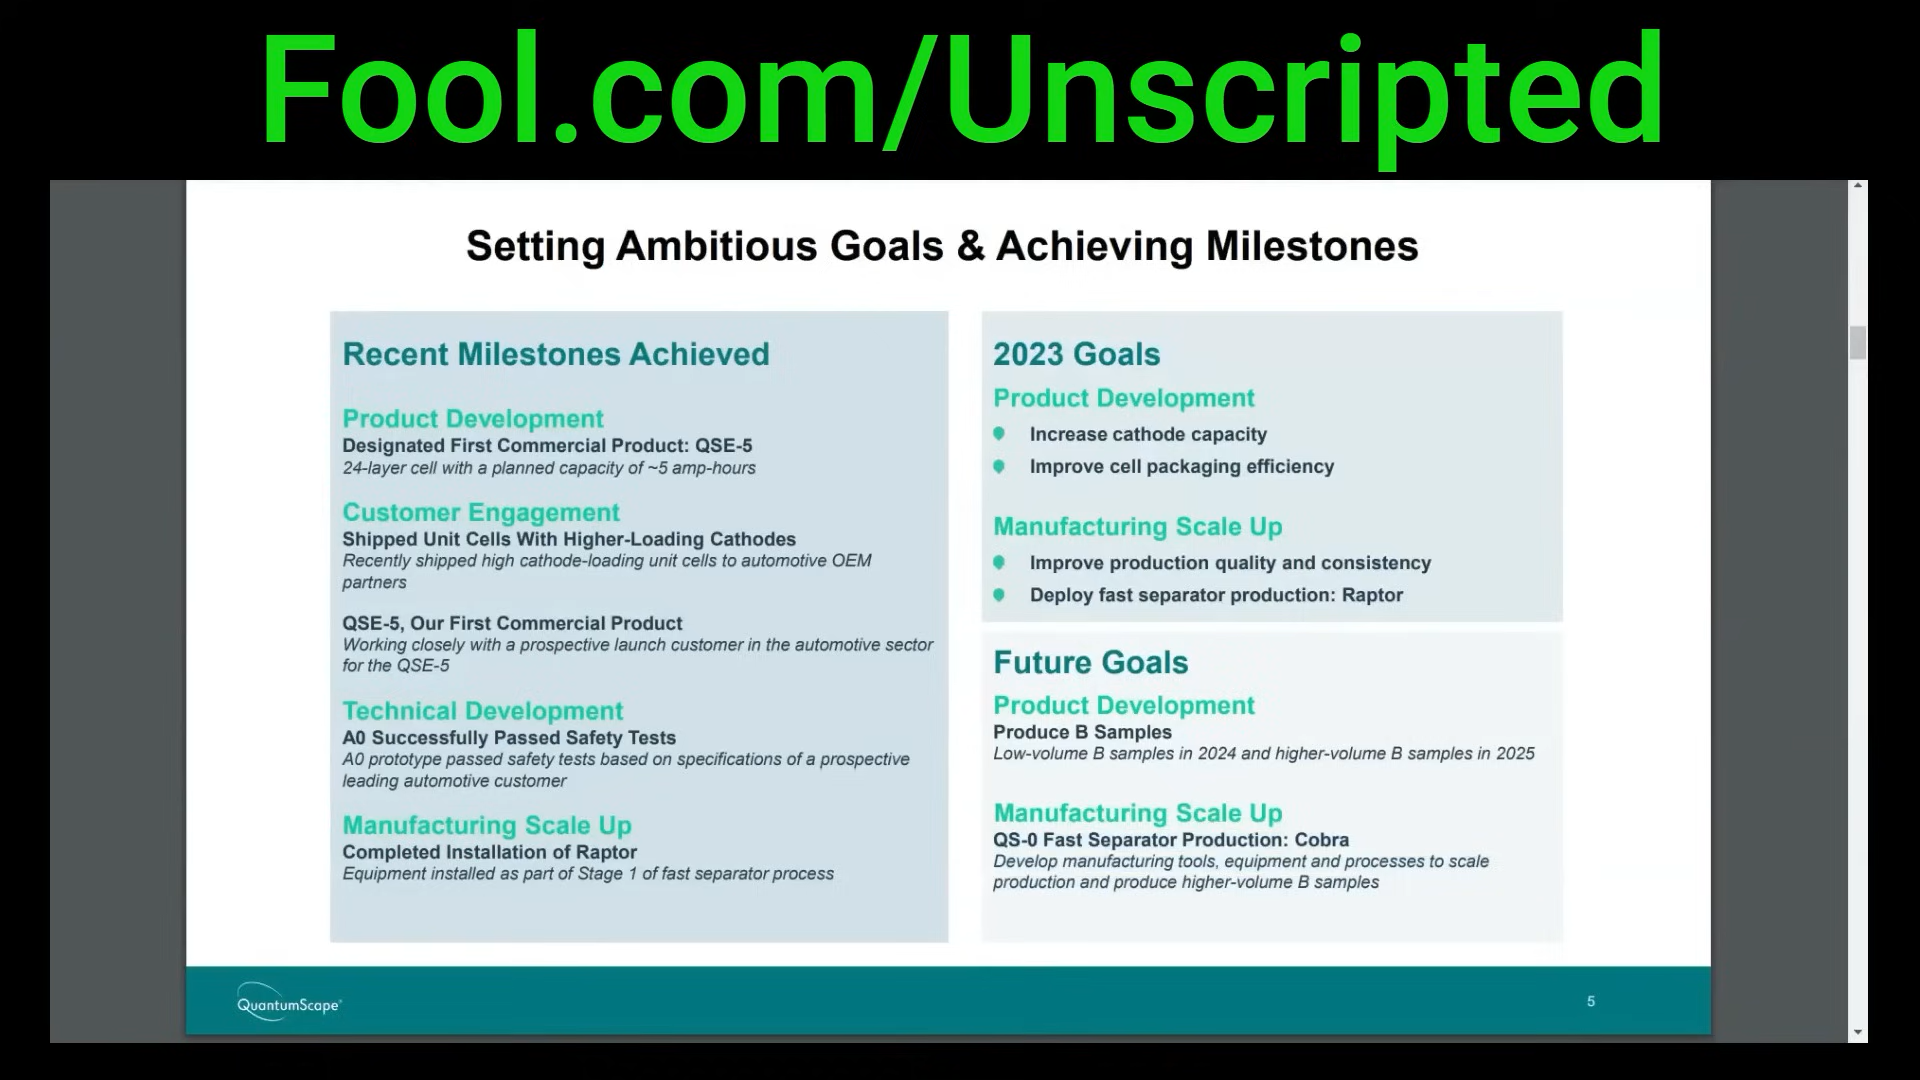 Fool.com/Unscripted
Setting Ambitious Goals & Achieving Milestones
Recent Milestones Achieved
Product Development
Designated First Commercial Product: QSE-5
24-layer cell with a planned capacity of ~5 amp-hours
Customer Engagement
Shipped Unit Cells With Higher-Loading Cathodes
Recently shipped high cathode-loading unit cells to automotive OEM
partners
QSE-5, Our First Commercial Product
Working closely with a prospective launch customer in the automotive sector
for the QSE-5
Technical Development
A0 Successfully Passed Safety Tests
A0 prototype passed safety tests based on specifications of a prospective
leading automotive customer
Manufacturing Scale Up
Completed Installation of Raptor
Equipment installed as part of Stage 1 of fast separator process
2023 Goals
Product Development
Increase cathode capacity
Improve cell packaging efficiency
Manufacturing Scale Up
Improve production quality and consistency
Deploy fast separator production: Raptor
Future Goals
Product Development
Produce B Samples
Low-volume B samples in 2024 and higher-volume B samples in 2025
Manufacturing Scale Up
QS-0 Fast Separator Production: Cobra
Develop manufacturing tools, equipment and processes to scale
production and produce higher-volume B samples
QuantumScape
5